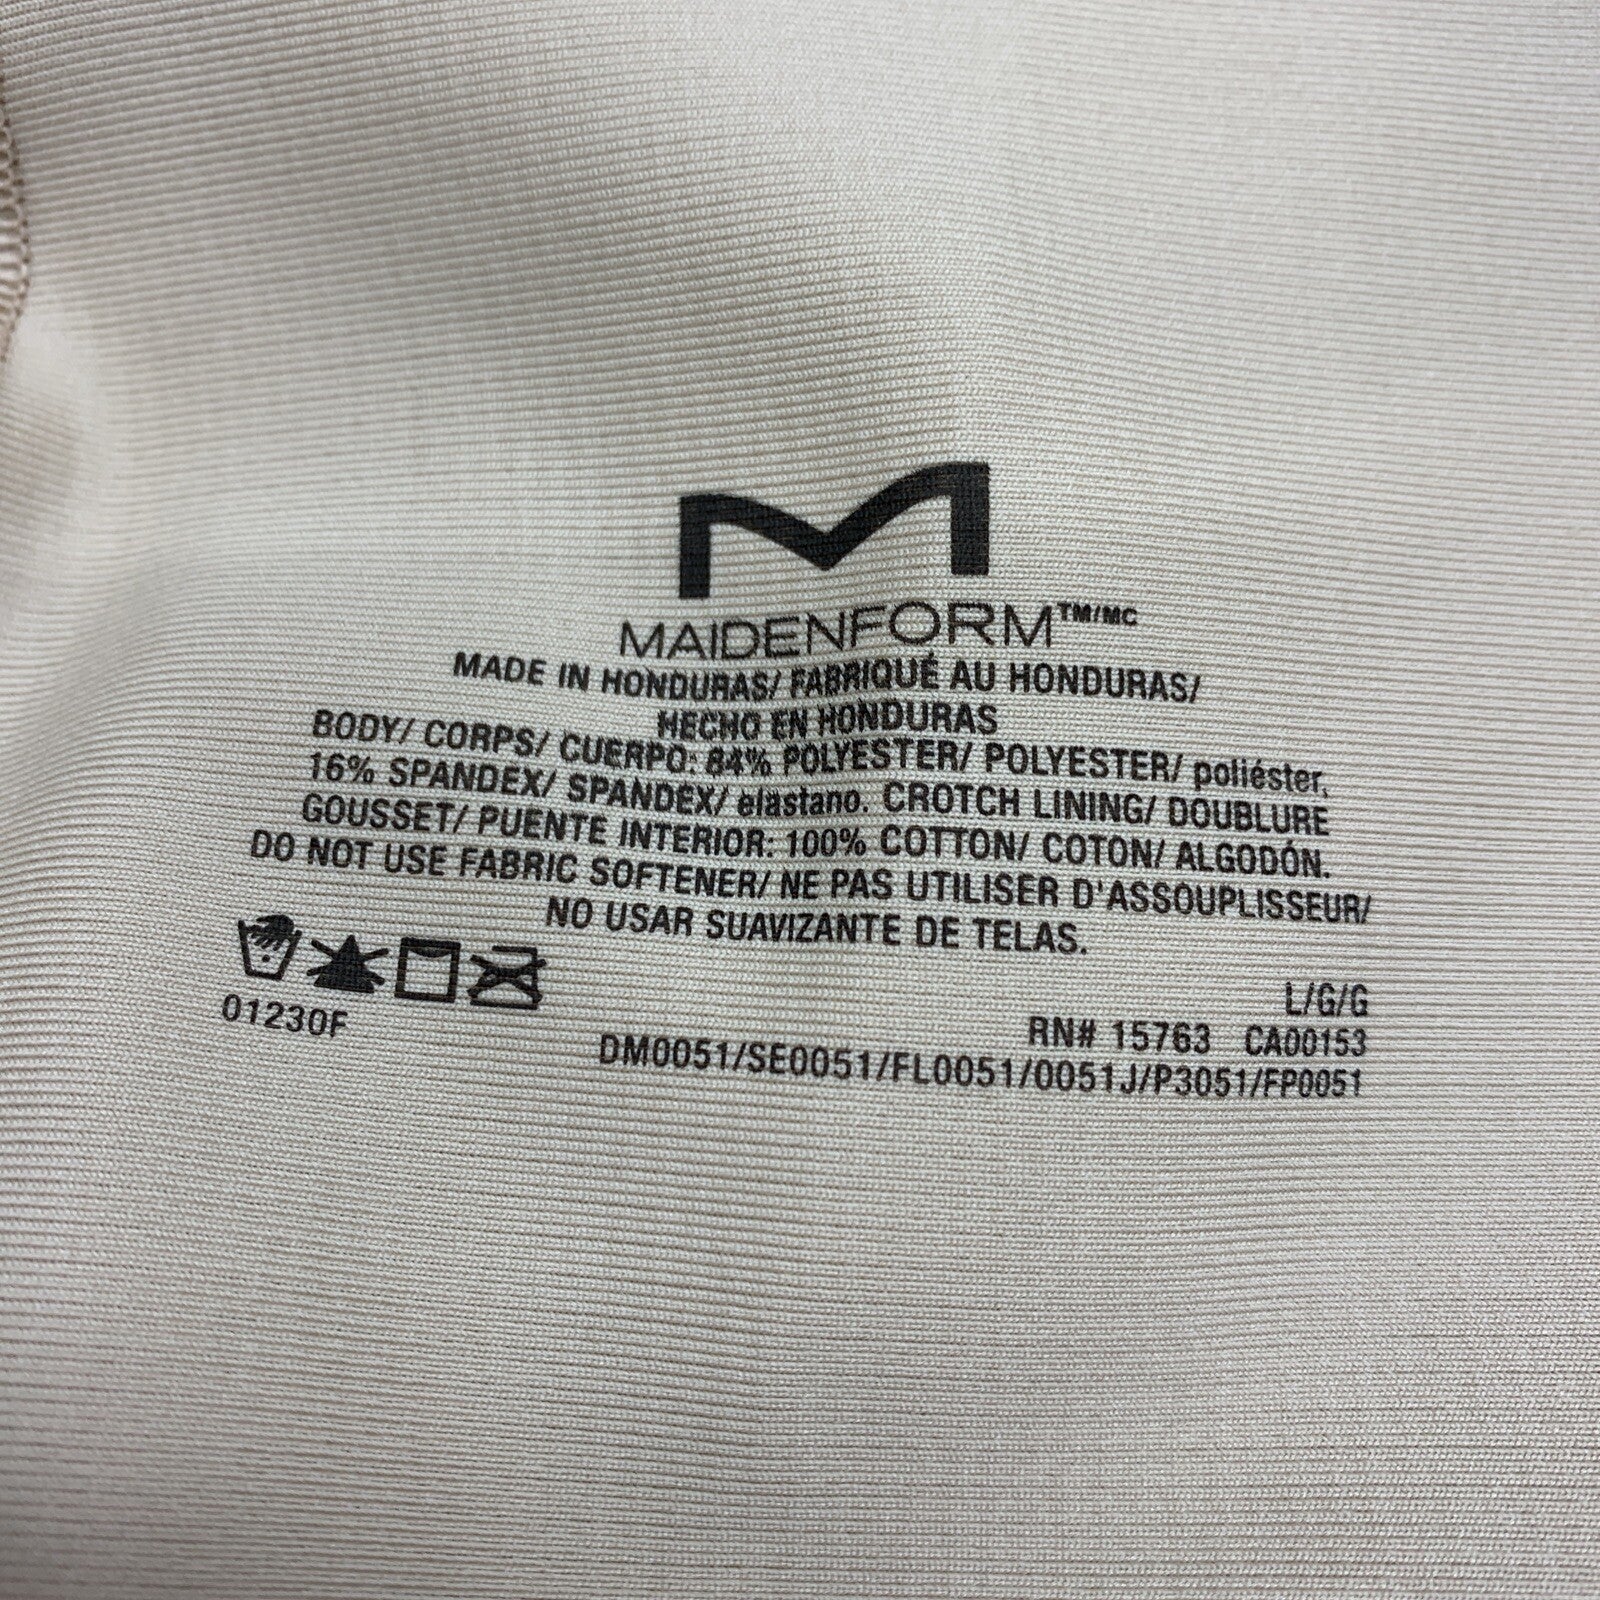 M
MAIDENFORM™/MC
MADE IN HONDURAS/ FABRIQUÉ AU HONDURAS/
HECHO EN HONDURAS
BODY/ CORPS/ CUERPO: 84% POLYESTER/ POLYESTER/ poliéster,
16% SPANDEX/ SPANDEX/ elastano. CROTCH LINING/ DOUBLURE
GOUSSET/ PUENTE INTERIOR: 100% COTTON/ COTON/ ALGODÓN.
DO NOT USE FABRIC SOFTENER/ NE PAS UTILISER D'ASSOUPLISSEUR/
NO USAR SUAVIZANTE DE TELAS.
01230F
L/G/G
RN# 15763 CA00153
DM0051/SE0051/FL0051/0051J/P3051/FP0051